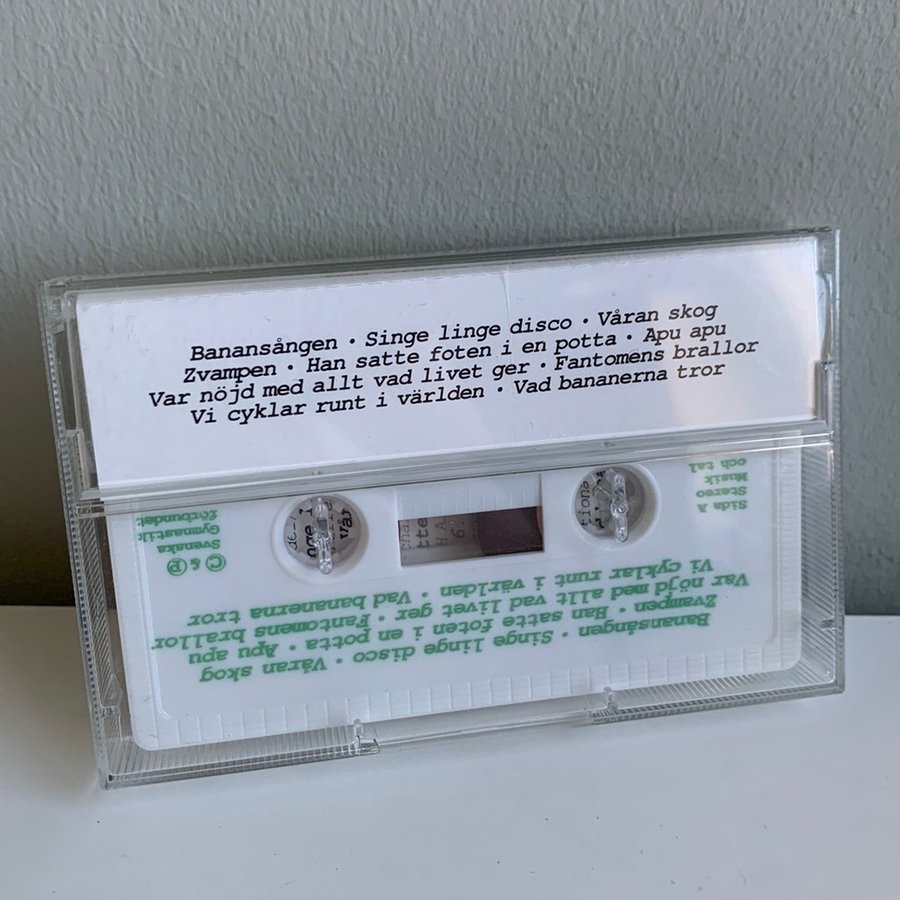 Banansången · Singe linge disco · Våran skog
Zvampen · Han satte foten i en potta · Apu apu
Var nöjd med allt vad livet ger · Fantomens brallor
Vi cyklar runt i världen · Vad bananerna tror
Sida A
Stereo
Musik
och tal
© & Ⓟ
Svenska
Gymnastik
förbundet
Banansången · Singe linge disco · Våran skog
Zvampen · Han satte foten i en potta · Apu apu
Var nöjd med allt vad livet ger · Fantomens brallor
Vi cyklar runt i världen · Vad bananerna tror